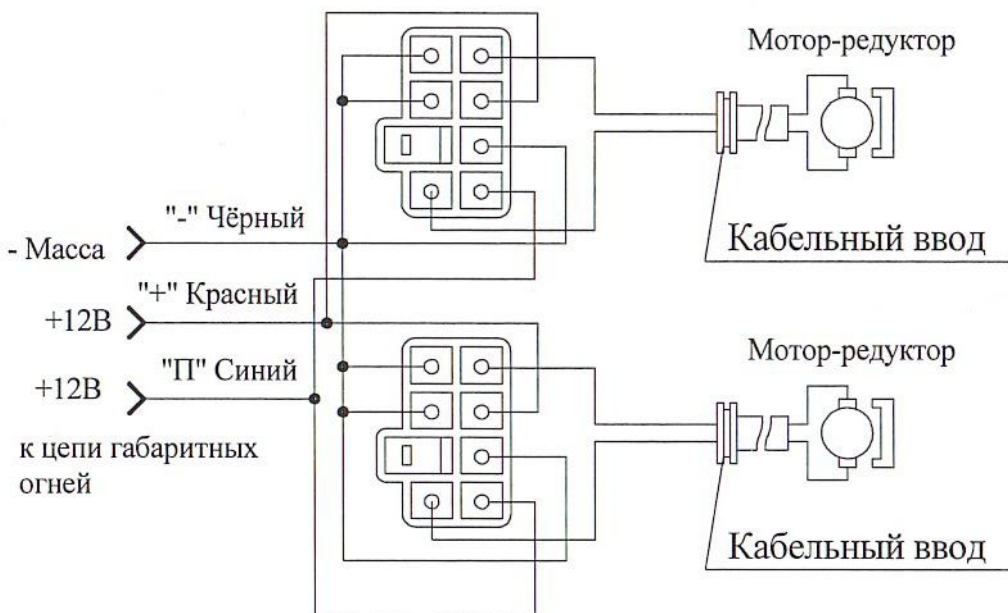 Мотор-редуктор
Кабельный ввод
"-" Чёрный
- Масса
"+" Красный
+12В
"П" Синий
+12В
к цепи габаритных
огней
Мотор-редуктор
Кабельный ввод